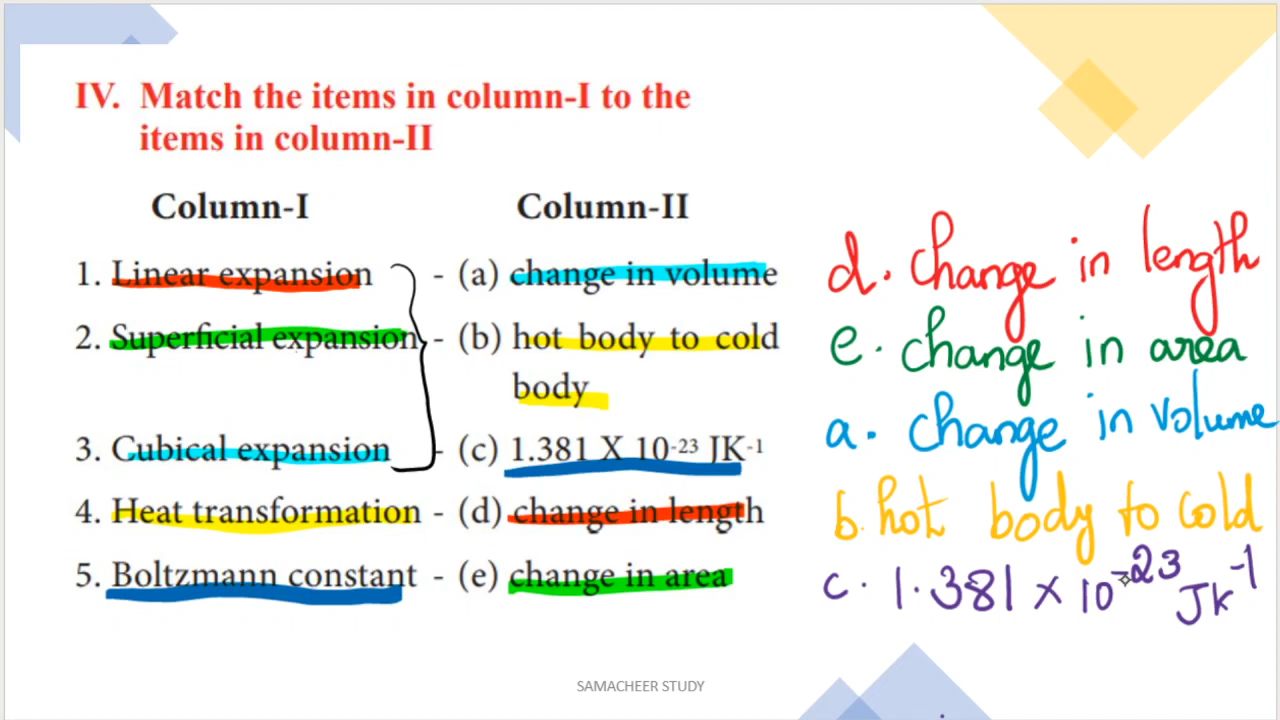 IV. Match the items in column-I to the
items in column-II
Column-I Column-II
1. Linear expansion - (a) change in volume
2. Superficial expansion - (b) hot body to cold
body
3. Cubical expansion - (c) 1.381 X 10⁻²³ JK⁻¹
4. Heat transformation - (d) change in length
5. Boltzmann constant - (e) change in area
d. change in length
e. change in area
a. change in volume
b. hot body to cold
c. 1.381 × 10⁻²³ JK⁻¹
SAMACHEER STUDY